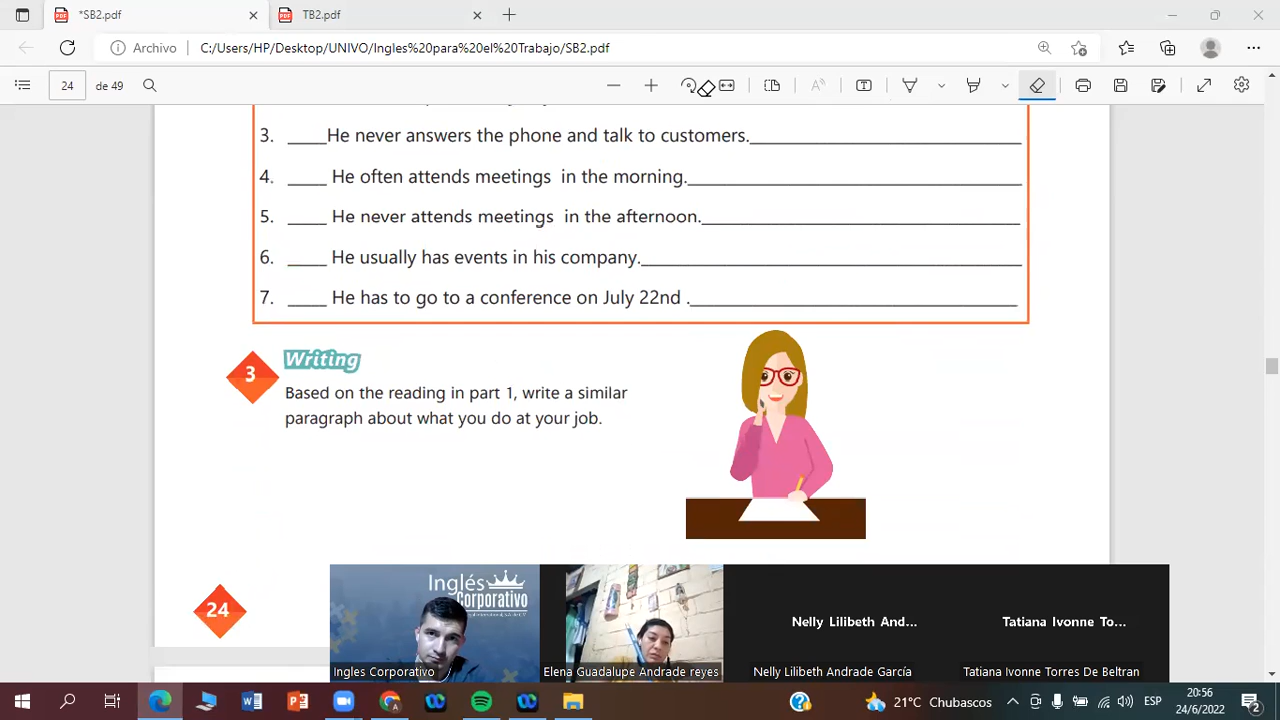 *SB2.pdf
TB2.pdf
Archivo
C:/Users/HP/Desktop/UNIVO/Ingles%20para%20el%20Trabajo/SB2.pdf
24
de 49
3. ____He never answers the phone and talk to customers.
4. ____ He often attends meetings in the morning.
5. ____ He never attends meetings in the afternoon.
6. ____ He usually has events in his company.
7. ____ He has to go to a conference on July 22nd .
3
Writing
Based on the reading in part 1, write a similar
paragraph about what you do at your job.
24
Inglés
Corporativo
Ingles Corporativo
Elena Guadalupe Andrade reyes
Nelly Lilibeth And...
Nelly Lilibeth Andrade García
Tatiana Ivonne To...
Tatiana Ivonne Torres De Beltran
21°C Chubascos
ESP
20:56
24/6/2022
2